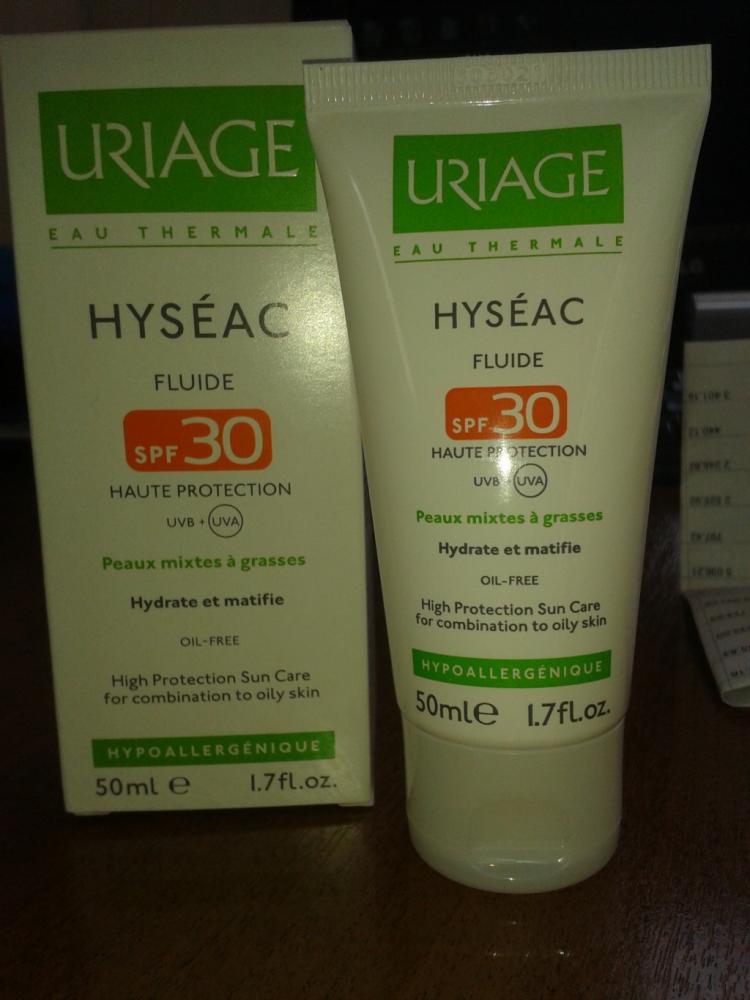 URIAGE
EAU THERMALE
HYSÉAC
FLUIDE
SPF 30
HAUTE PROTECTION
UVB + UVA
Peaux mixtes à grasses
Hydrate et matifie
OIL-FREE
High Protection Sun Care
for combination to oily skin
HYPOALLERGÉNIQUE
50ml e 1.7fl.oz.
URIAGE
EAU THERMALE
HYSÉAC
FLUIDE
SPF 30
HAUTE PROTECTION
UVB UVA
Peaux mixtes à grasses
Hydrate et matifie
OIL-FREE
High Protection Sun Care
for combination to oily skin
HYPOALLERGÉNIQUE
50ml e 1.7fl.oz.